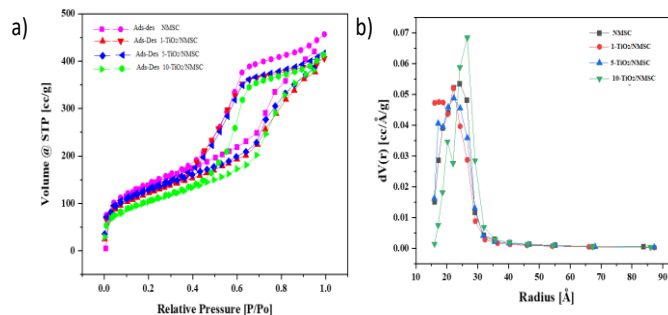 a)
500
400
300
200
100
0
0.0
0.2
0.4
0.6
0.8
1.0
Volume @ STP [cc/g]
Relative Pressure [P/Po]
Ads-des NMSC
Ads-Des 1-TiO2/NMSC
Ads-Des 5-TiO2/NMSC
Ads-Des 10-TiO2/NMSC
b)
0.07
0.06
0.05
0.04
0.03
0.02
0.01
0.00
10
20
30
40
50
60
70
80
90
dV(r) [cc/Å/g]
Radius [Å]
NMSC
1-TiO2/NMSC
5-TiO2/NMSC
10-TiO2/NMSC